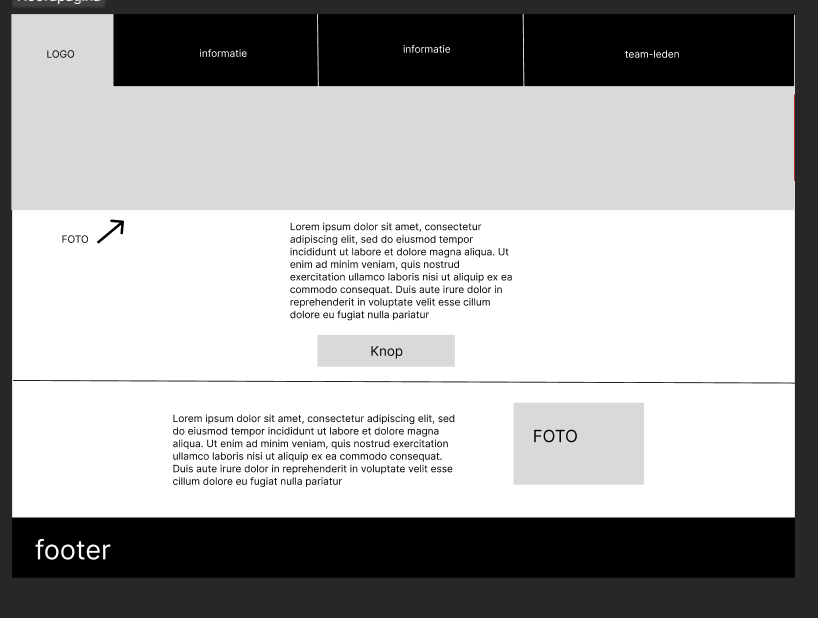 Hoofdpagina
LOGO
informatie
informatie
team-leden
FOTO
Lorem ipsum dolor sit amet, consectetur
adipiscing elit, sed do eiusmod tempor
incididunt ut labore et dolore magna aliqua. Ut
enim ad minim veniam, quis nostrud
exercitation ullamco laboris nisi ut aliquip ex ea
commodo consequat. Duis aute irure dolor in
reprehenderit in voluptate velit esse cillum
dolore eu fugiat nulla pariatur
Knop
Lorem ipsum dolor sit amet, consectetur adipiscing elit, sed
do eiusmod tempor incididunt ut labore et dolore magna
aliqua. Ut enim ad minim veniam, quis nostrud exercitation
ullamco laboris nisi ut aliquip ex ea commodo consequat.
Duis aute irure dolor in reprehenderit in voluptate velit esse
cillum dolore eu fugiat nulla pariatur
FOTO
footer